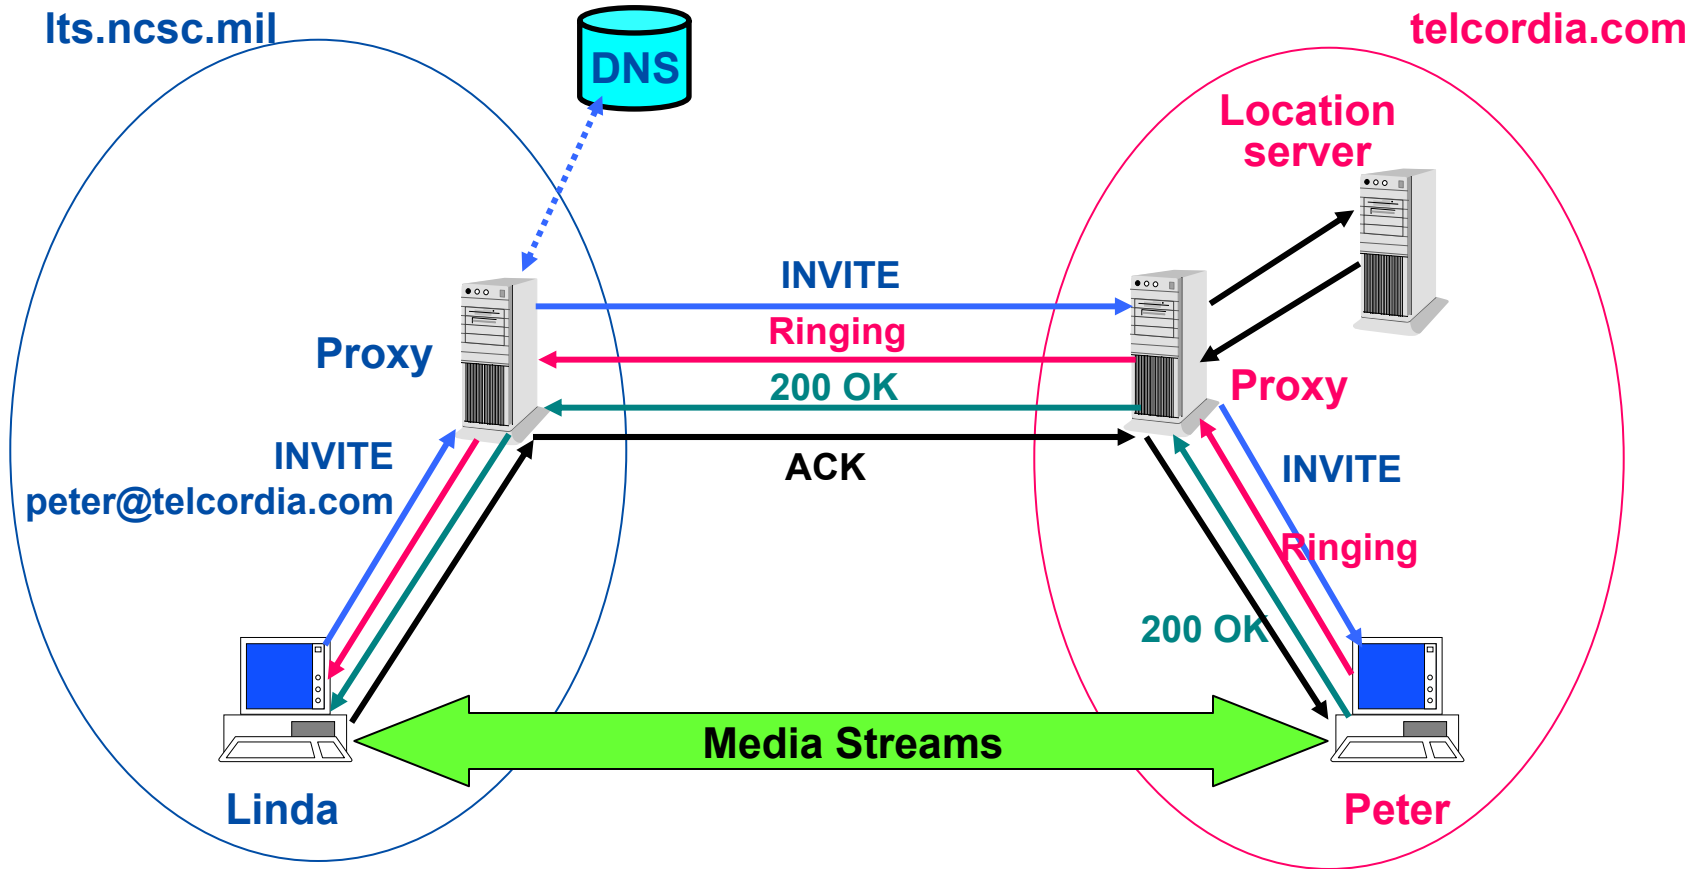 lts.ncsc.mil
telcordia.com
DNS
Location
server
INVITE
Ringing
Proxy
200 OK
Proxy
ACK
INVITE
peter@telcordia.com
INVITE
Ringing
200 OK
Media Streams
Linda
Peter